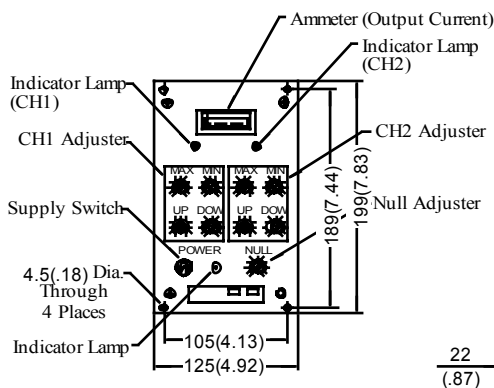 Ammeter (Output Current)
Indicator Lamp
(CH2)
Indicator Lamp
(CH1)
CH1 Adjuster
CH2 Adjuster
MAX MIN
MAX MIN
UP DOW
UP DOW
Supply Switch
Null Adjuster
POWER
NULL
4.5(.18) Dia.
Through
4 Places
Indicator Lamp
189(7.44)
199(7.83)
105(4.13)
125(4.92)
22
(.87)